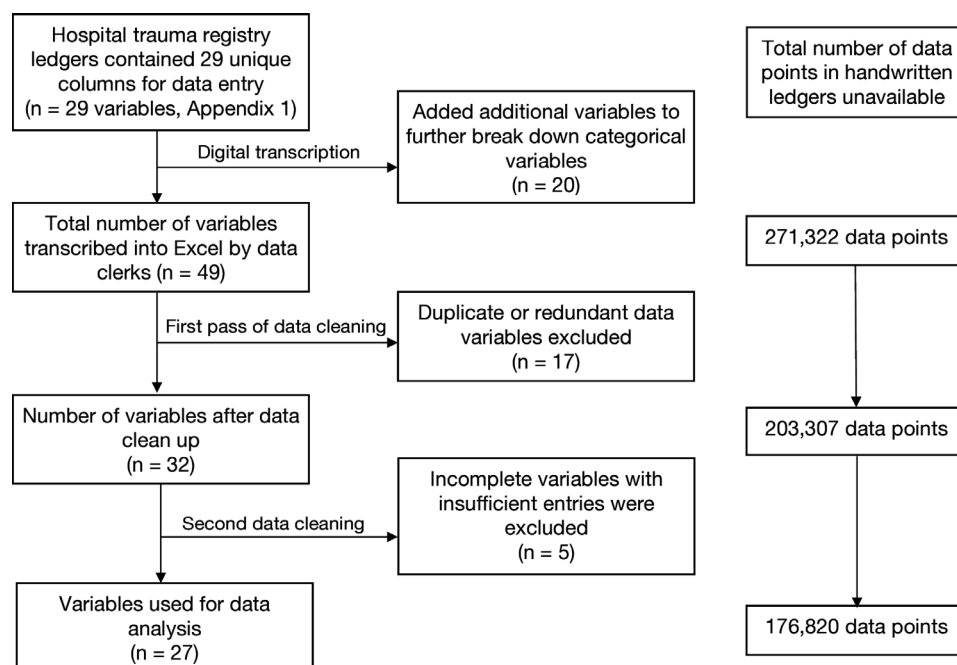 Hospital trauma registry
ledgers contained 29 unique
columns for data entry
(n = 29 variables, Appendix 1)
Total number of data
points in handwritten
ledgers unavailable
Digital transcription
Added additional variables to
further break down categorical
variables
(n = 20)
Total number of variables
transcribed into Excel by data
clerks (n = 49)
271,322 data points
First pass of data cleaning
Duplicate or redundant data
variables excluded
(n = 17)
Number of variables after data
clean up
(n = 32)
203,307 data points
Second data cleaning
Incomplete variables with
insufficient entries were
excluded
(n = 5)
Variables used for data
analysis
(n = 27)
176,820 data points